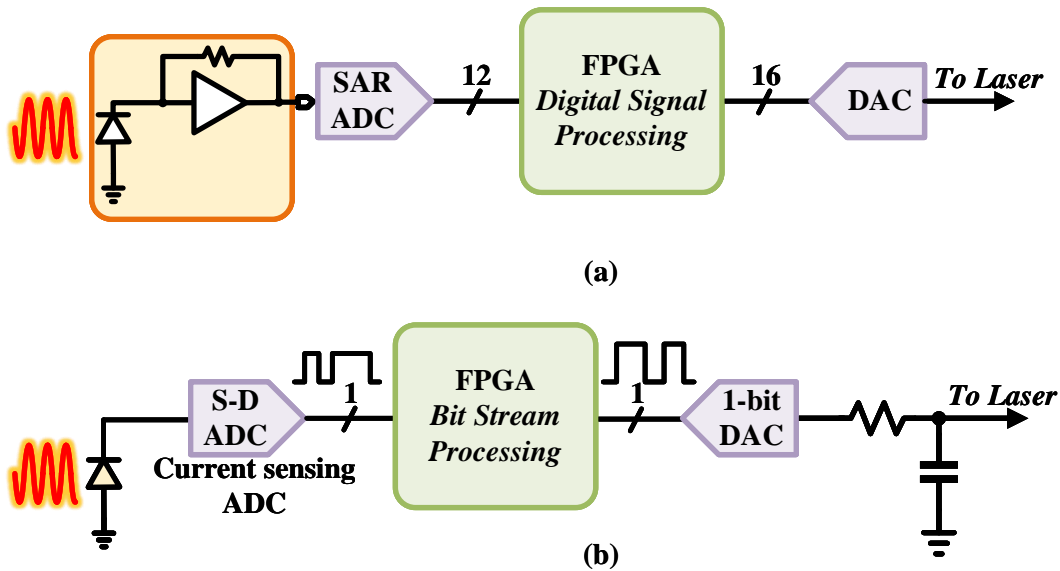 SAR
ADC
12
FPGA
Digital Signal
Processing
16
DAC
To Laser
(a)
S-D
ADC
Current sensing
ADC
1
FPGA
Bit Stream
Processing
1
1-bit
DAC
To Laser
(b)